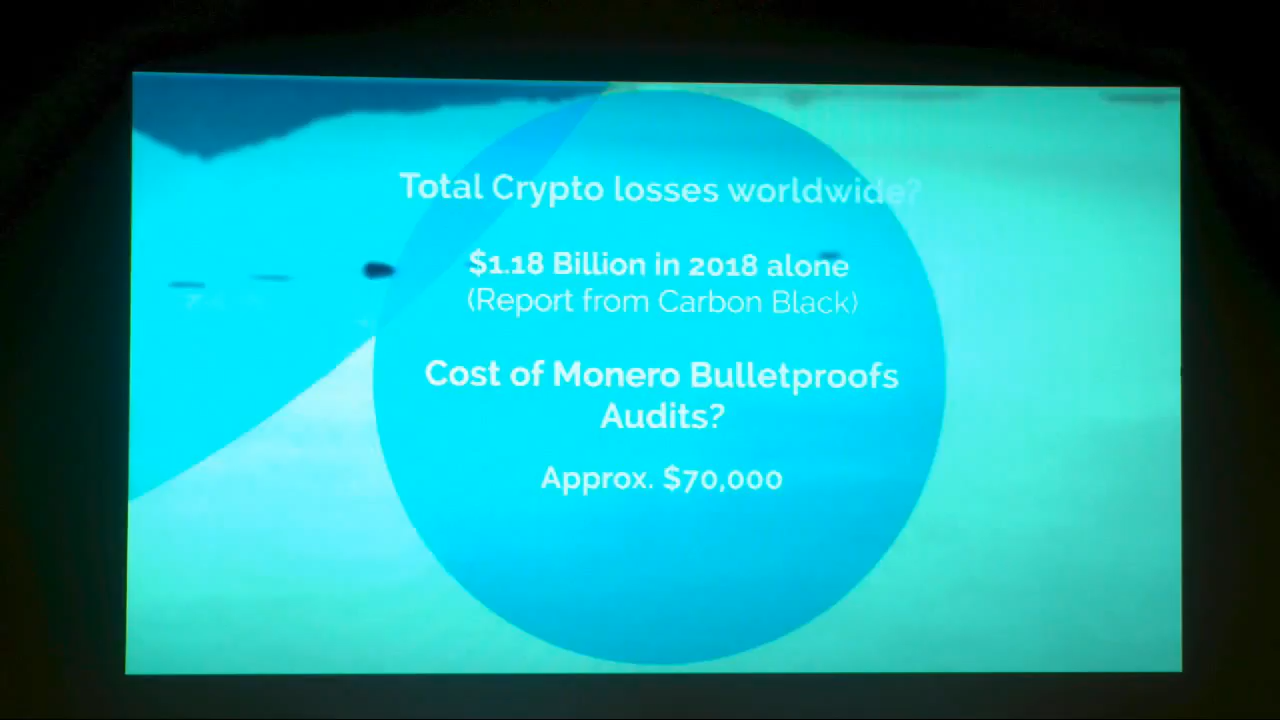 Total Crypto losses worldwide?
$1.18 Billion in 2018 alone
(Report from Carbon Black)
Cost of Monero Bulletproofs
Audits?
Approx. $70,000